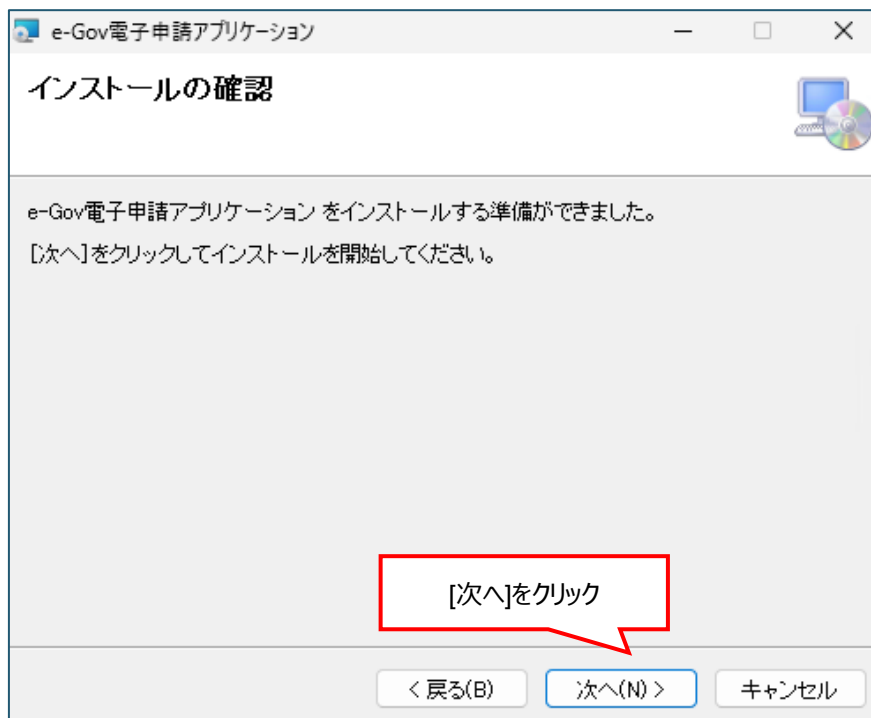 e-Gov電子申請アプリケーション
インストールの確認
e-Gov電子申請アプリケーション をインストールする準備ができました。
[次へ]をクリックしてインストールを開始してください。
[次へ]をクリック
< 戻る(B) 次へ(N) > キャンセル